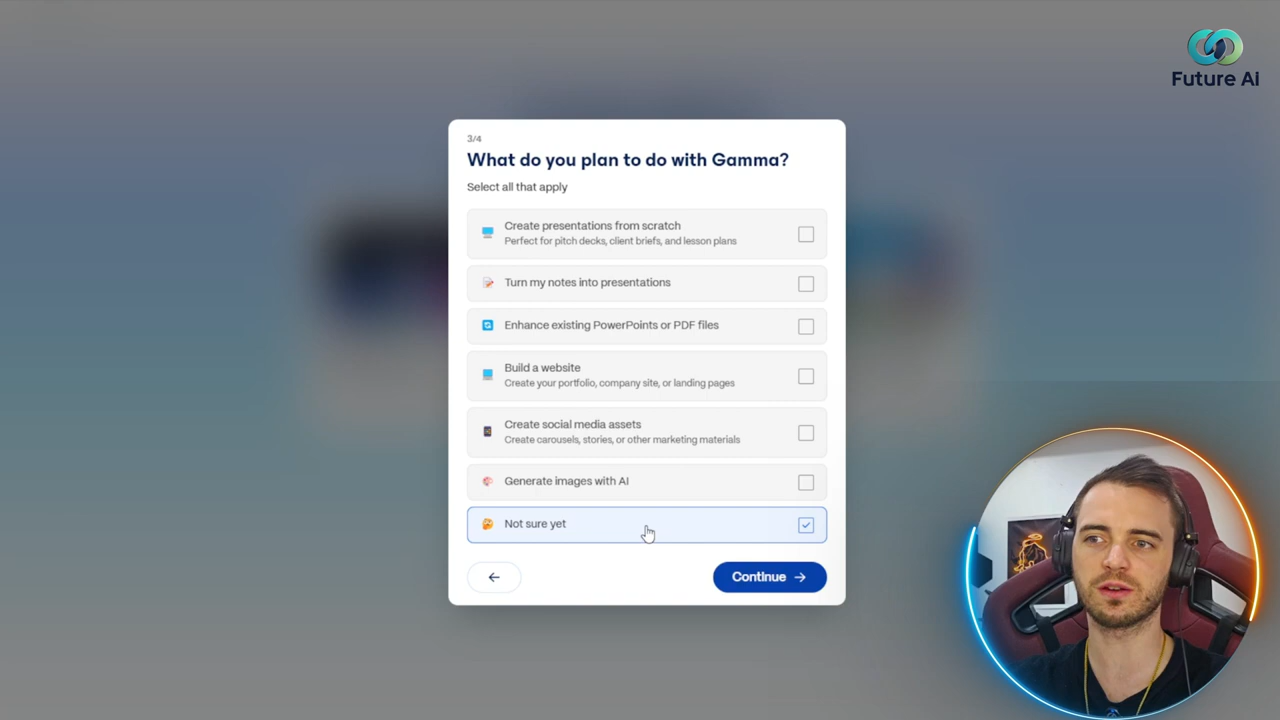 Future Ai
3/4
What do you plan to do with Gamma?
Select all that apply
Create presentations from scratch
Perfect for pitch decks, client briefs, and lesson plans
Turn my notes into presentations
Enhance existing PowerPoints or PDF files
Build a website
Create your portfolio, company site, or landing pages
Create social media assets
Create carousels, stories, or other marketing materials
Generate images with AI
Not sure yet
Continue